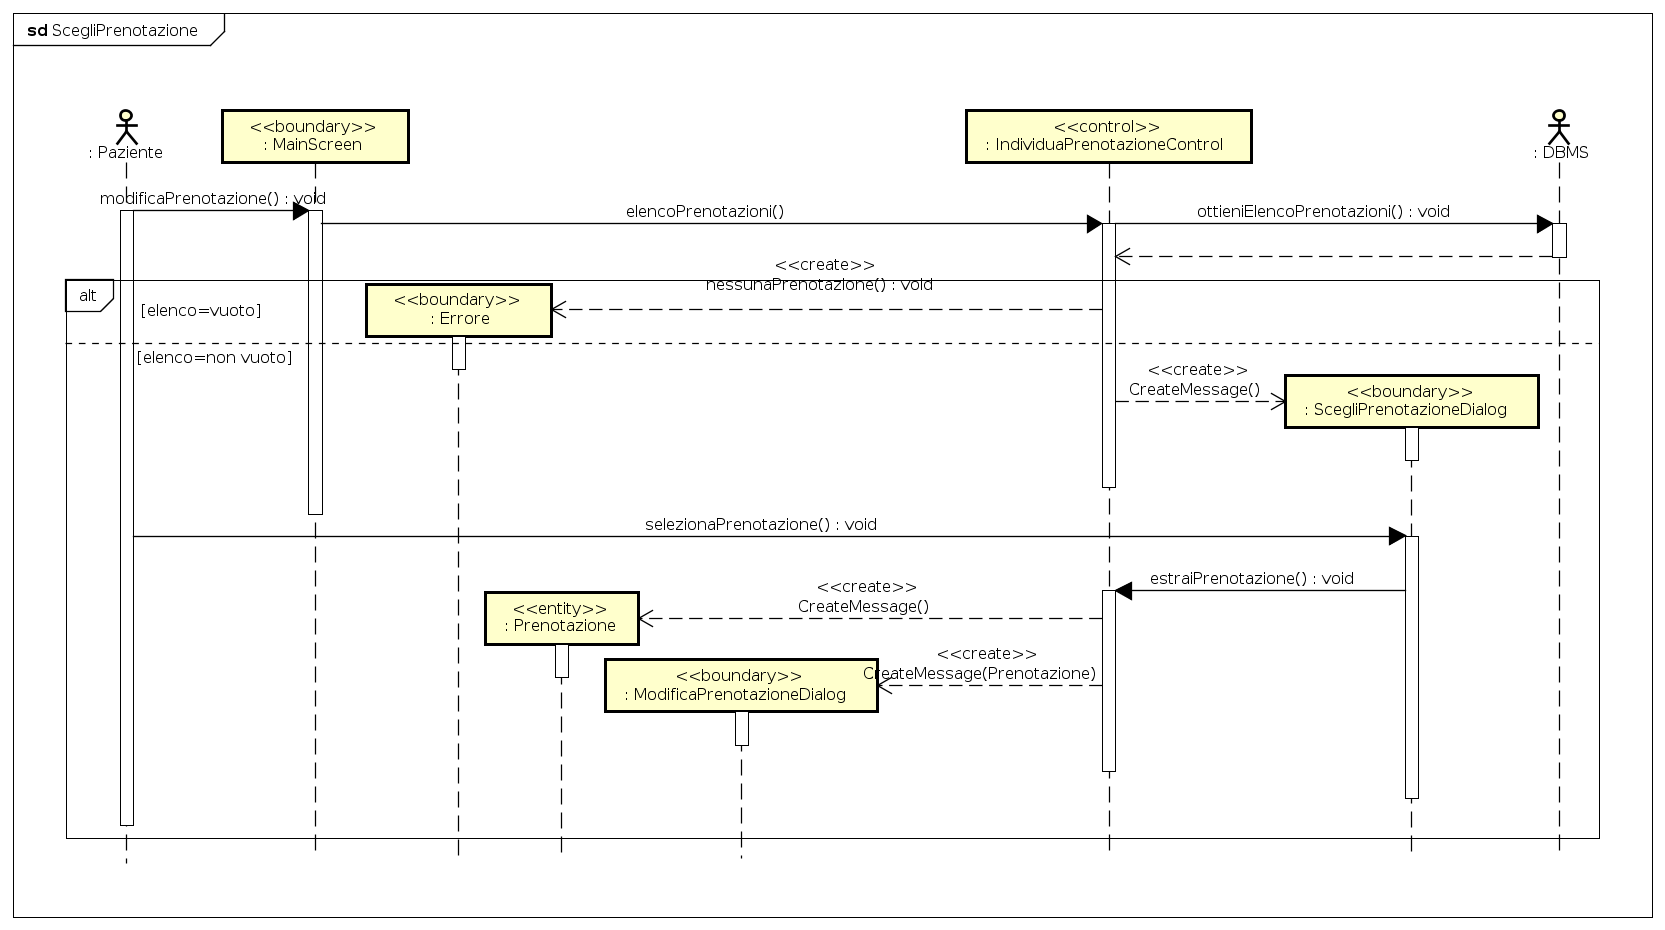 sd ScegliPrenotazione
: Paziente
<<boundary>>
: MainScreen
<<control>>
: IndividuaPrenotazioneControl
: DBMS
modificaPrenotazione() : void
elencoPrenotazioni()
ottieniElencoPrenotazioni() : void
alt
[elenco=vuoto]
<<create>>
nessunaPrenotazione() : void
<<boundary>>
: Errore
[elenco=non vuoto]
<<create>>
CreateMessage()
<<boundary>>
: ScegliPrenotazioneDialog
selezionaPrenotazione() : void
estraiPrenotazione() : void
<<create>>
CreateMessage()
<<entity>>
: Prenotazione
<<create>>
CreateMessage(Prenotazione)
<<boundary>>
: ModificaPrenotazioneDialog